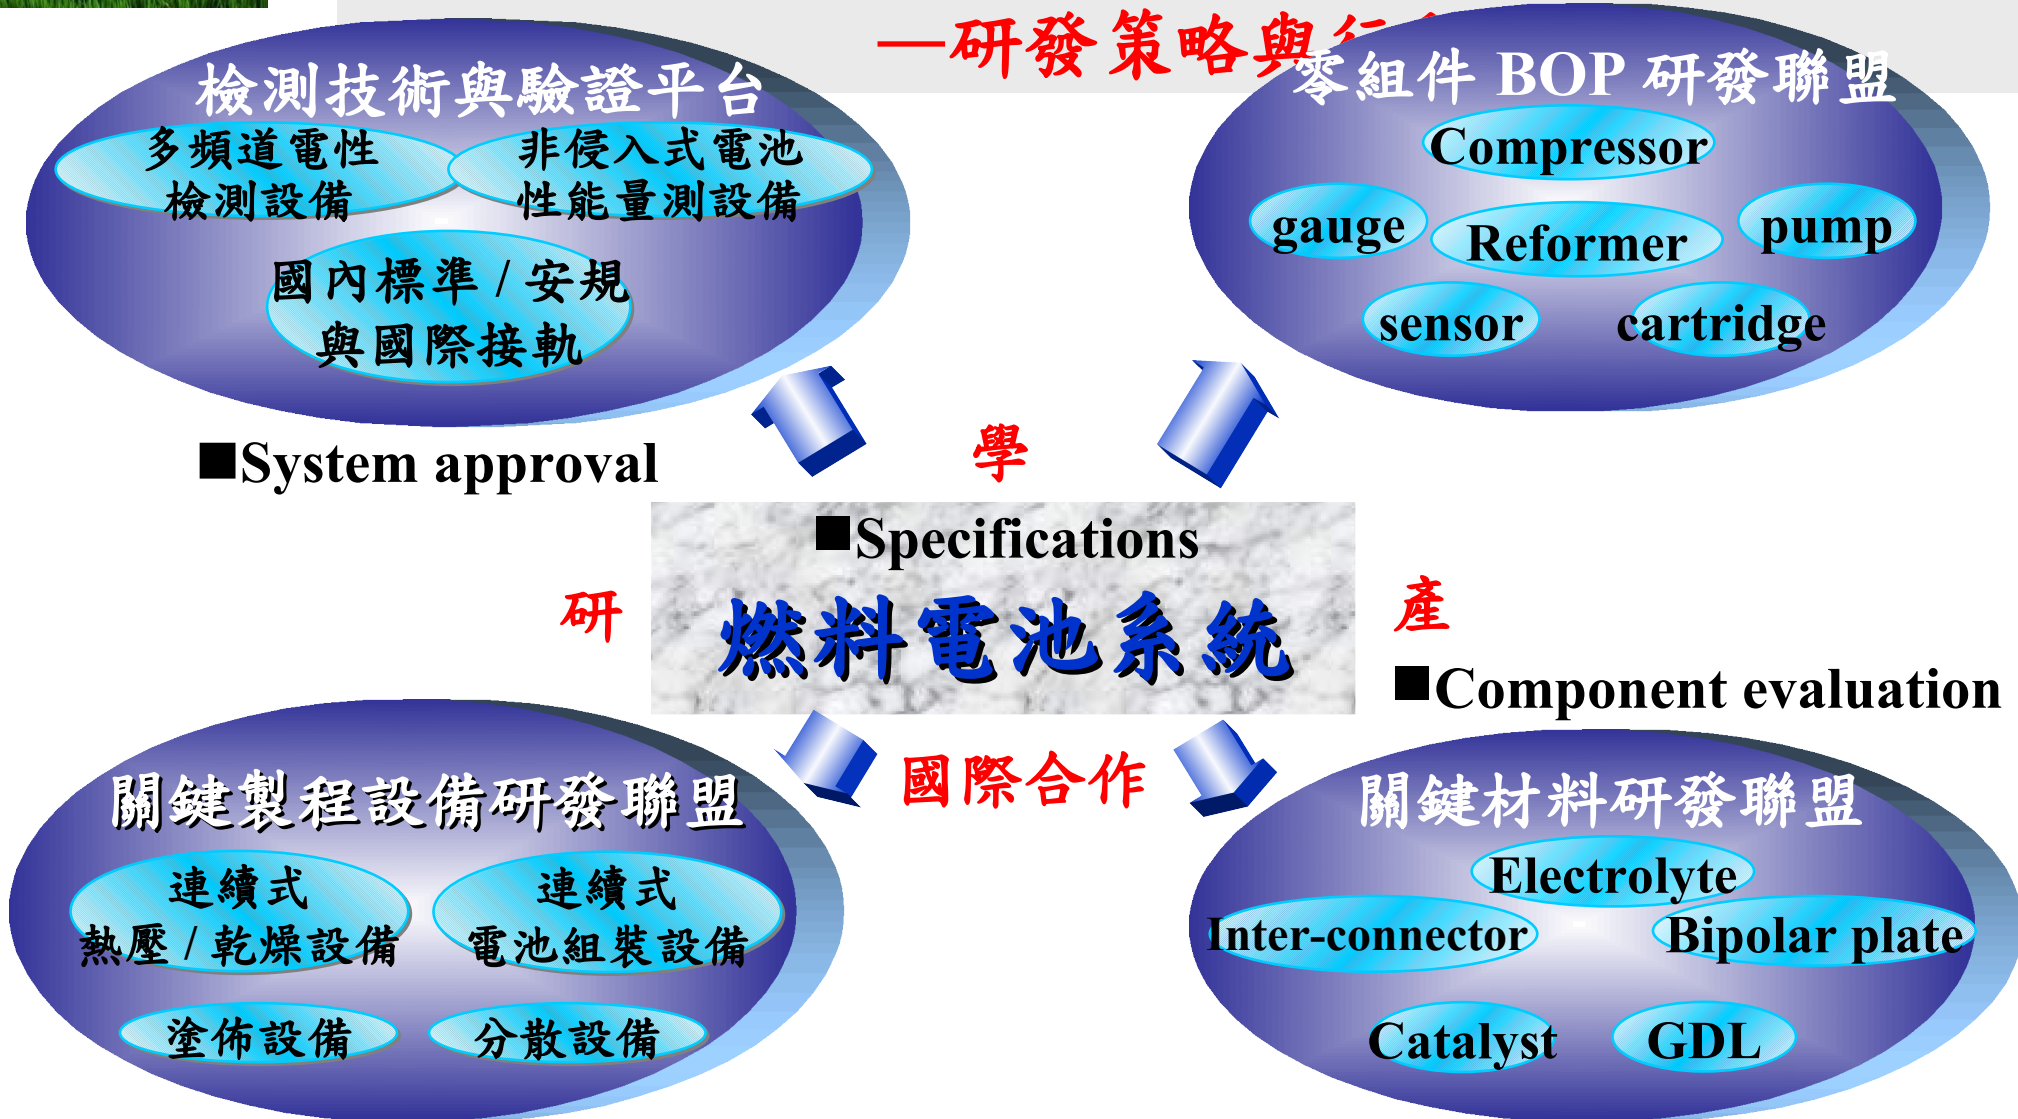 —研發策略與行
檢測技術與驗證平台
多頻道電性
檢測設備
非侵入式電池
性能量測設備
國內標準 / 安規
與國際接軌
零組件 BOP 研發聯盟
Compressor
gauge
Reformer
pump
sensor
cartridge
■System approval
學
■Specifications
燃料電池系統
研
產
■Component evaluation
國際合作
關鍵製程設備研發聯盟
連續式
熱壓 / 乾燥設備
連續式
電池組裝設備
塗佈設備
分散設備
關鍵材料研發聯盟
Electrolyte
Inter-connector
Bipolar plate
Catalyst
GDL